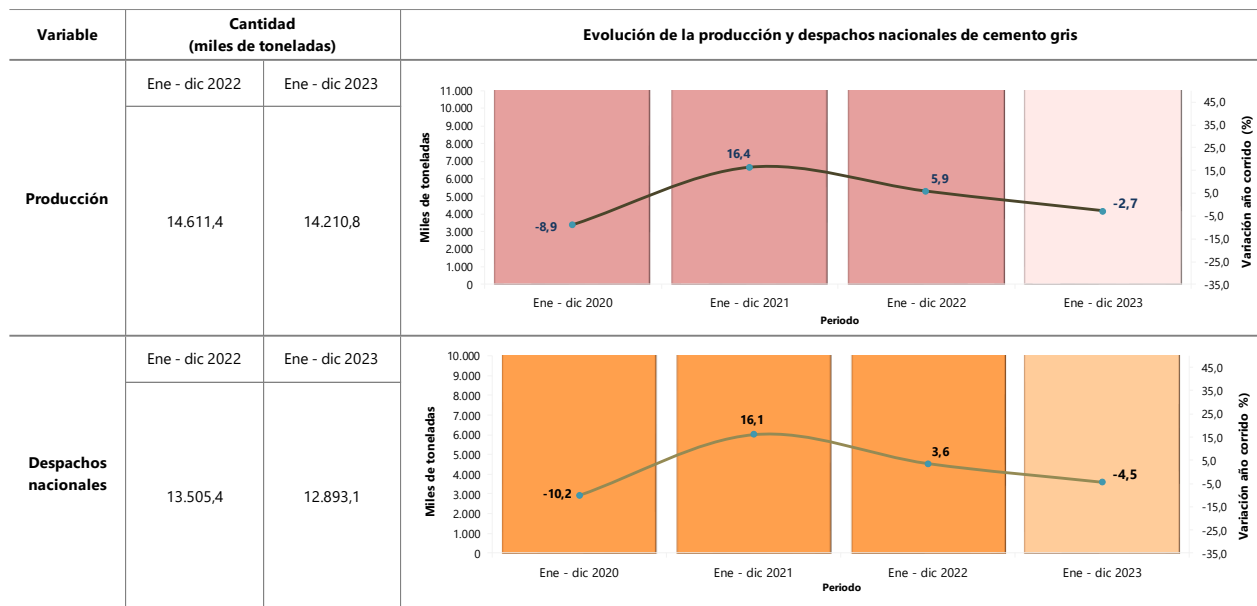 Variable
Cantidad
(miles de toneladas)
Evolución de la producción y despachos nacionales de cemento gris
Producción
Ene - dic 2022
Ene - dic 2023
14.611,4
14.210,8
Miles de toneladas
11.000
10.000
9.000
8.000
7.000
6.000
5.000
4.000
3.000
2.000
1.000
0
-8,9
16,4
5,9
-2,7
45,0
35,0
25,0
15,0
5,0
-5,0
-15,0
-25,0
-35,0
Variación año corrido (%)
Ene - dic 2020
Ene - dic 2021
Ene - dic 2022
Ene - dic 2023
Periodo
Despachos
nacionales
Ene - dic 2022
Ene - dic 2023
13.505,4
12.893,1
Miles de toneladas
10.000
9.000
8.000
7.000
6.000
5.000
4.000
3.000
2.000
1.000
0
-10,2
16,1
3,6
-4,5
45,0
35,0
25,0
15,0
5,0
-5,0
-15,0
-25,0
-35,0
Variación año corrido %)
Ene - dic 2020
Ene - dic 2021
Ene - dic 2022
Ene - dic 2023
Periodo